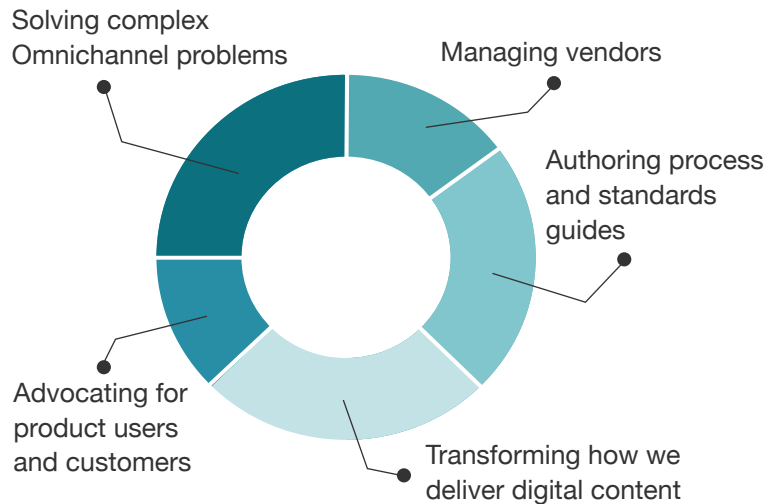 Solving complex
Omnichannel problems
Managing vendors
Authoring process
and standards
guides
Advocating for
product users
and customers
Transforming how we
deliver digital content